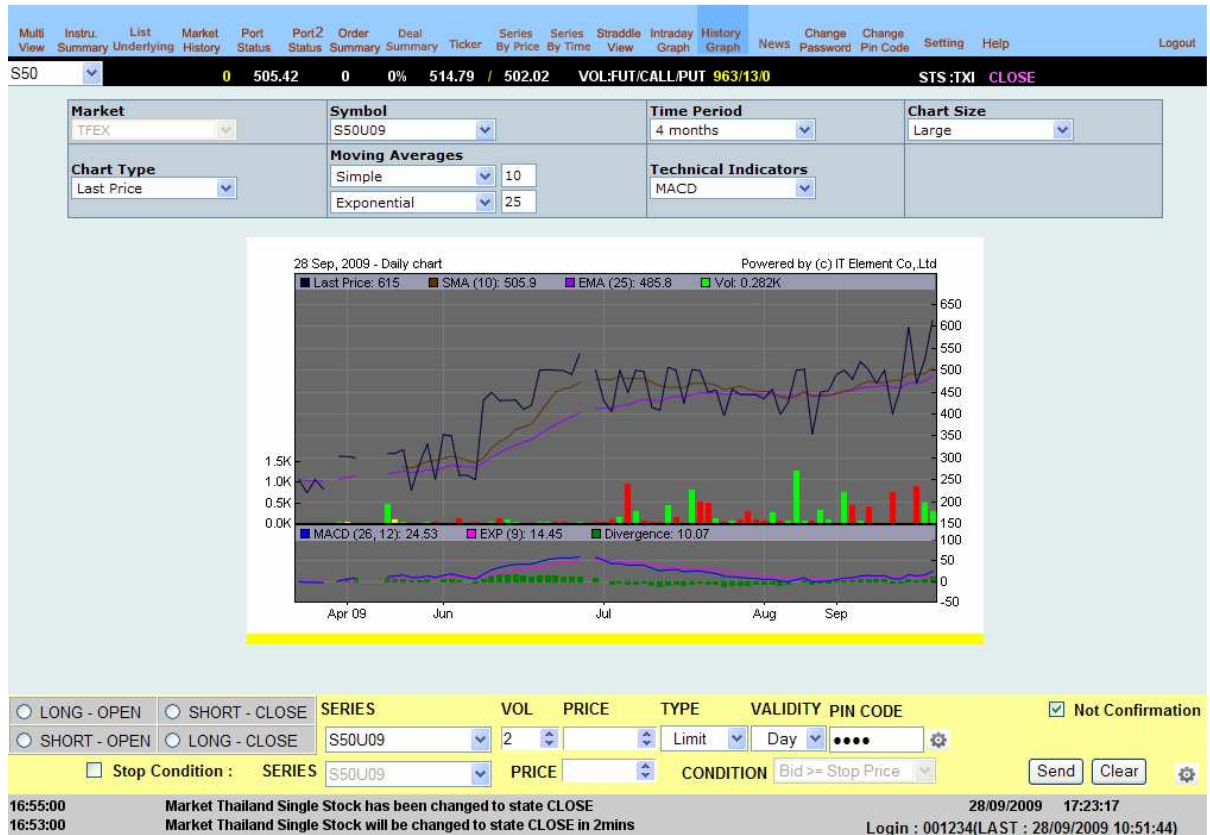 Multi View Instru. Summary List Underlying Market History Port Status Port2 Status Order Summary Deal Summary Ticker Series By Price Series By Time Straddle View Intraday Graph History Graph News Change Password Change Pin Code Setting Help Logout
S50 0 505.42 0 0% 514.79 / 502.02 VOL:FUT/CALL/PUT 963/13/0 STS :TXI CLOSE
Market Symbol Time Period Chart Size
TFEX S50U09 4 months Large
Chart Type Moving Averages Technical Indicators
Last Price Simple 10 MACD
Exponential 25
28 Sep, 2009 - Daily chart Powered by (c) IT Element Co,.Ltd
Last Price: 615 SMA (10): 505.9 EMA (25): 485.8 Vol: 0.282K
650
600
550
500
450
400
350
1.5K 300
1.0K 250
0.5K 200
0.0K 150
MACD (26, 12): 24.53 EXP (9): 14.45 Divergence: 10.07 100
50
0
-50
Apr 09 Jun Jul Aug Sep
LONG - OPEN SHORT - CLOSE SERIES VOL PRICE TYPE VALIDITY PIN CODE Not Confirmation
SHORT - OPEN LONG - CLOSE S50U09 2 Limit Day ••••
Stop Condition : SERIES S50U09 PRICE CONDITION Bid >= Stop Price Send Clear
16:55:00 Market Thailand Single Stock has been changed to state CLOSE 28/09/2009 17:23:17
16:53:00 Market Thailand Single Stock will be changed to state CLOSE in 2mins Login : 001234(LAST : 28/09/2009 10:51:44)